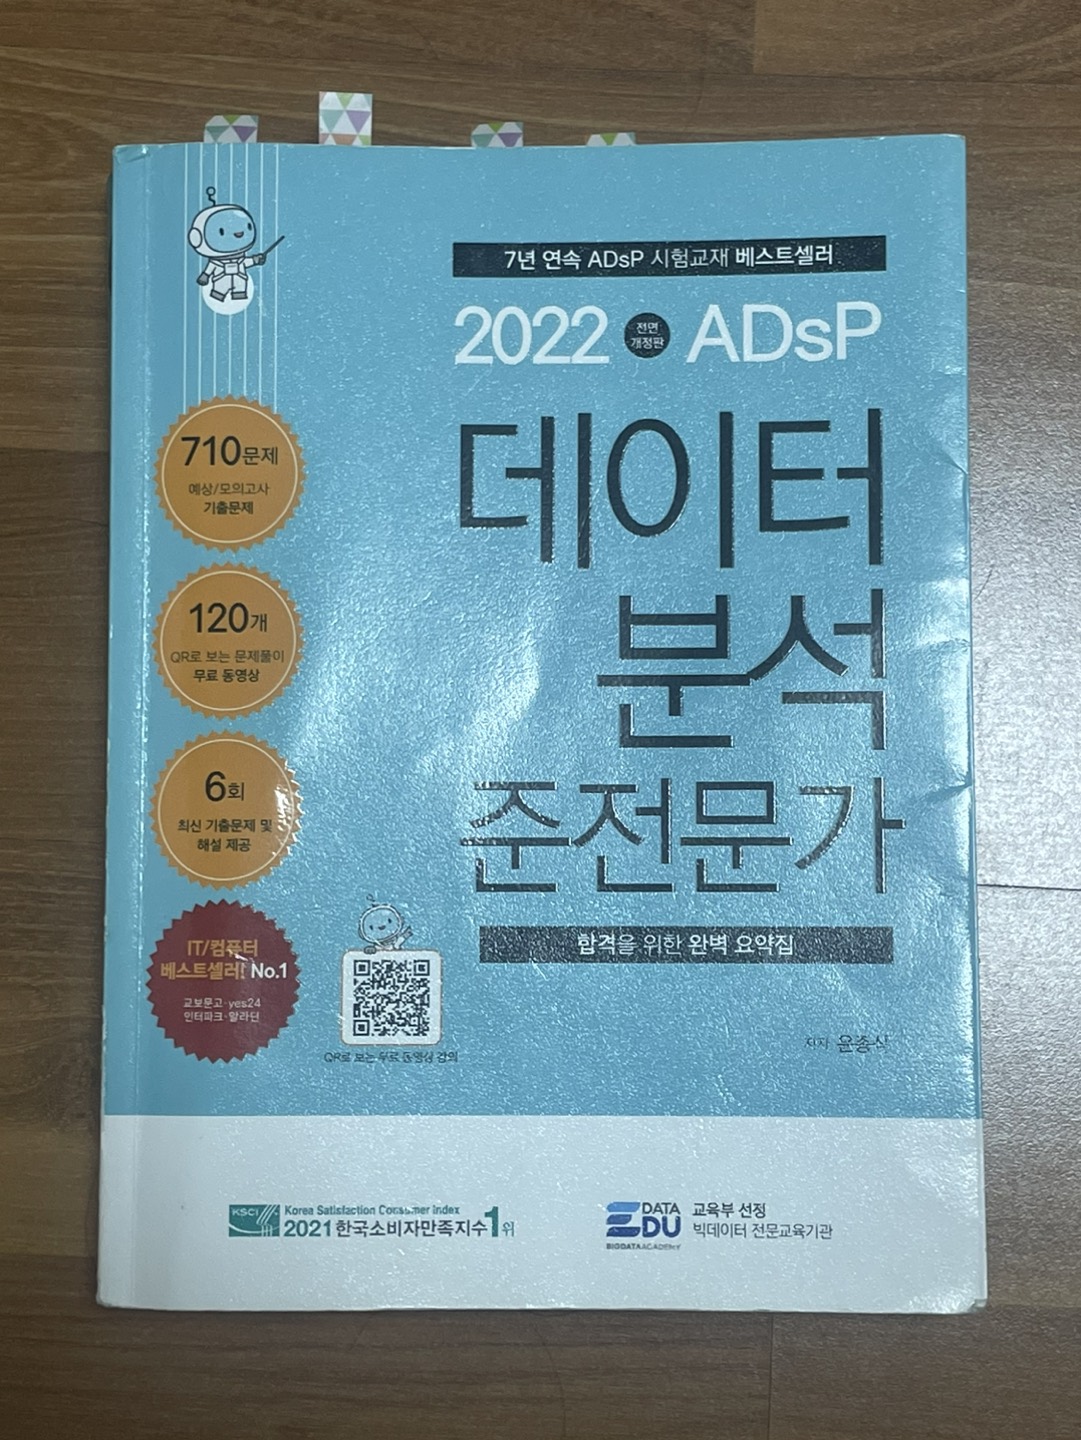 7년 연속 ADsP 시험교재 베스트셀러
2022 전면 개정판 ADsP
데이터
분석
준전문가
합격을 위한 완벽 요약집
저자 윤종식
710문제
예상/모의고사
기출문제
120개
QR로 보는 문제풀이
무료 동영상
6회
최신 기출문제 및
해설 제공
IT/컴퓨터
베스트셀러! No.1
교보문고·yes24
인터파크·알라딘
QR로 보는 무료 동영상 강의
KSCI
Korea Satisfaction Consumer Index
2021 한국소비자만족지수 1위
DATA
EDU
BIGDATA ACADEMY
교육부 선정
빅데이터 전문교육기관